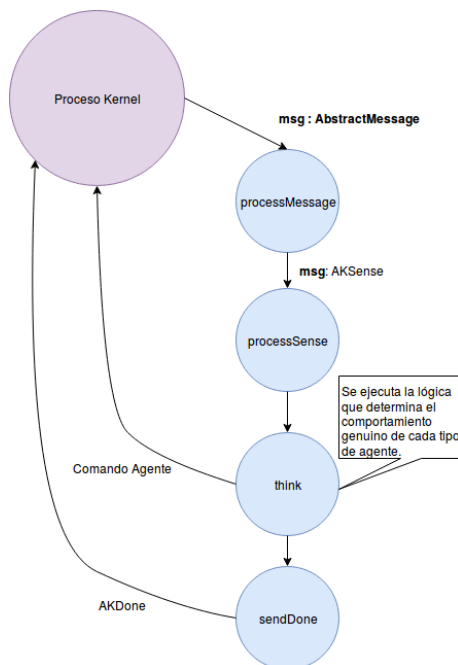 Proceso Kernel
msg : AbstractMessage
processMessage
msg: AKSense
processSense
Se ejecuta la lógica
que determina el
comportamiento
genuino de cada tipo
de agente.
Comando Agente
think
AKDone
sendDone